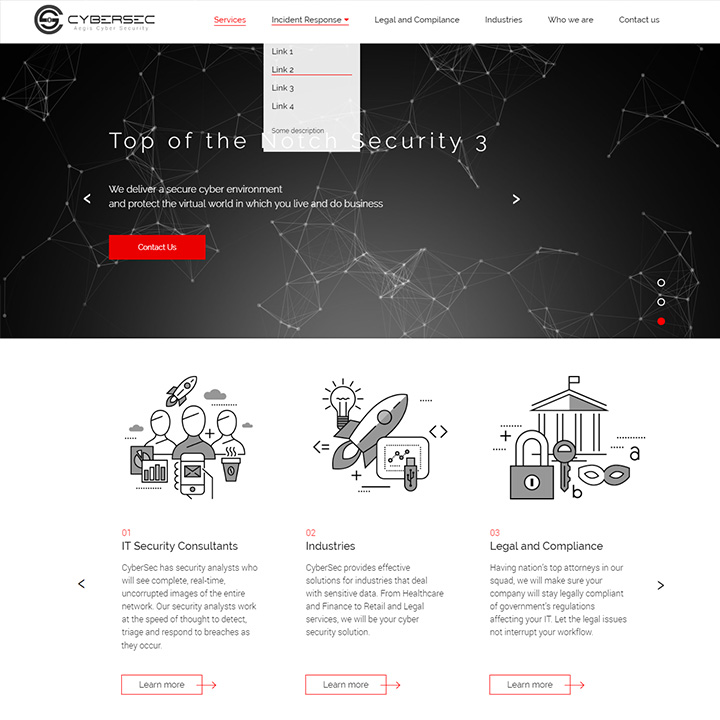 CYBERSEC
Aegis Cyber Security
Services
Incident Response
Legal and Compilance
Industries
Who we are
Contact us
Link 1
Link 2
Link 3
Link 4
Some description
Top of the Notch Security 3
We deliver a secure cyber environment
and protect the virtual world in which you live and do business
Contact Us
01
IT Security Consultants
CyberSec has security analysts who
will see complete, real-time,
uncorrupted images of the entire
network. Our security analysts work
at the speed of thought to detect,
triage and respond to breaches as
they occur.
Learn more
02
Industries
CyberSec provides effective
solutions for industries that deal
with sensitive data. From Healthcare
and Finance to Retail and Legal
services, we will be your cyber
security solution.
Learn more
a
b
03
Legal and Compliance
Having nation's top attorneys in our
squad, we will make sure your
company will stay legally compliant
of government's regulations
affecting your IT. Let the legal issues
not interrupt your workflow.
Learn more